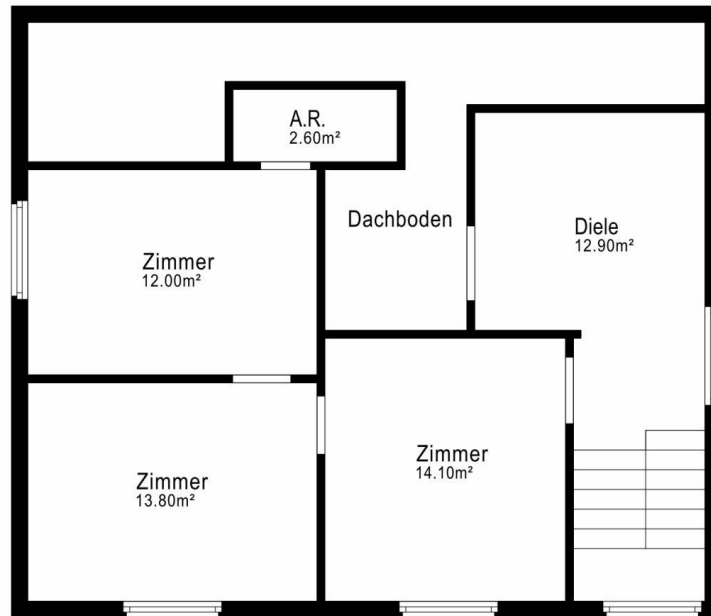 A.R.
2.60m²
Dachboden
Diele
12.90m²
Zimmer
12.00m²
Zimmer
14.10m²
Zimmer
13.80m²